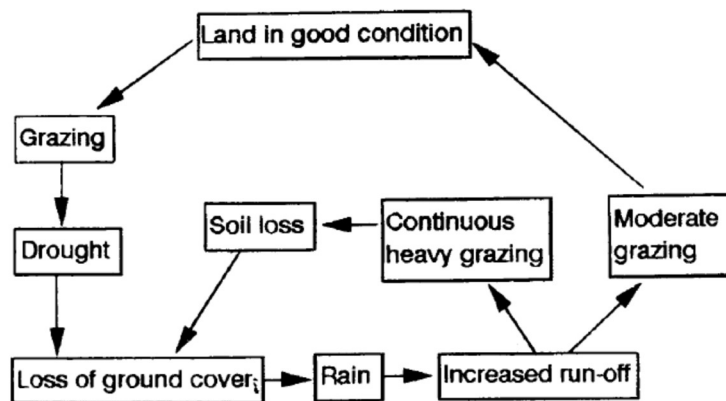 Land in good condition
Grazing
Drought
Soil loss
Continuous
heavy grazing
Moderate
grazing
Loss of ground cover
Rain
Increased run-off